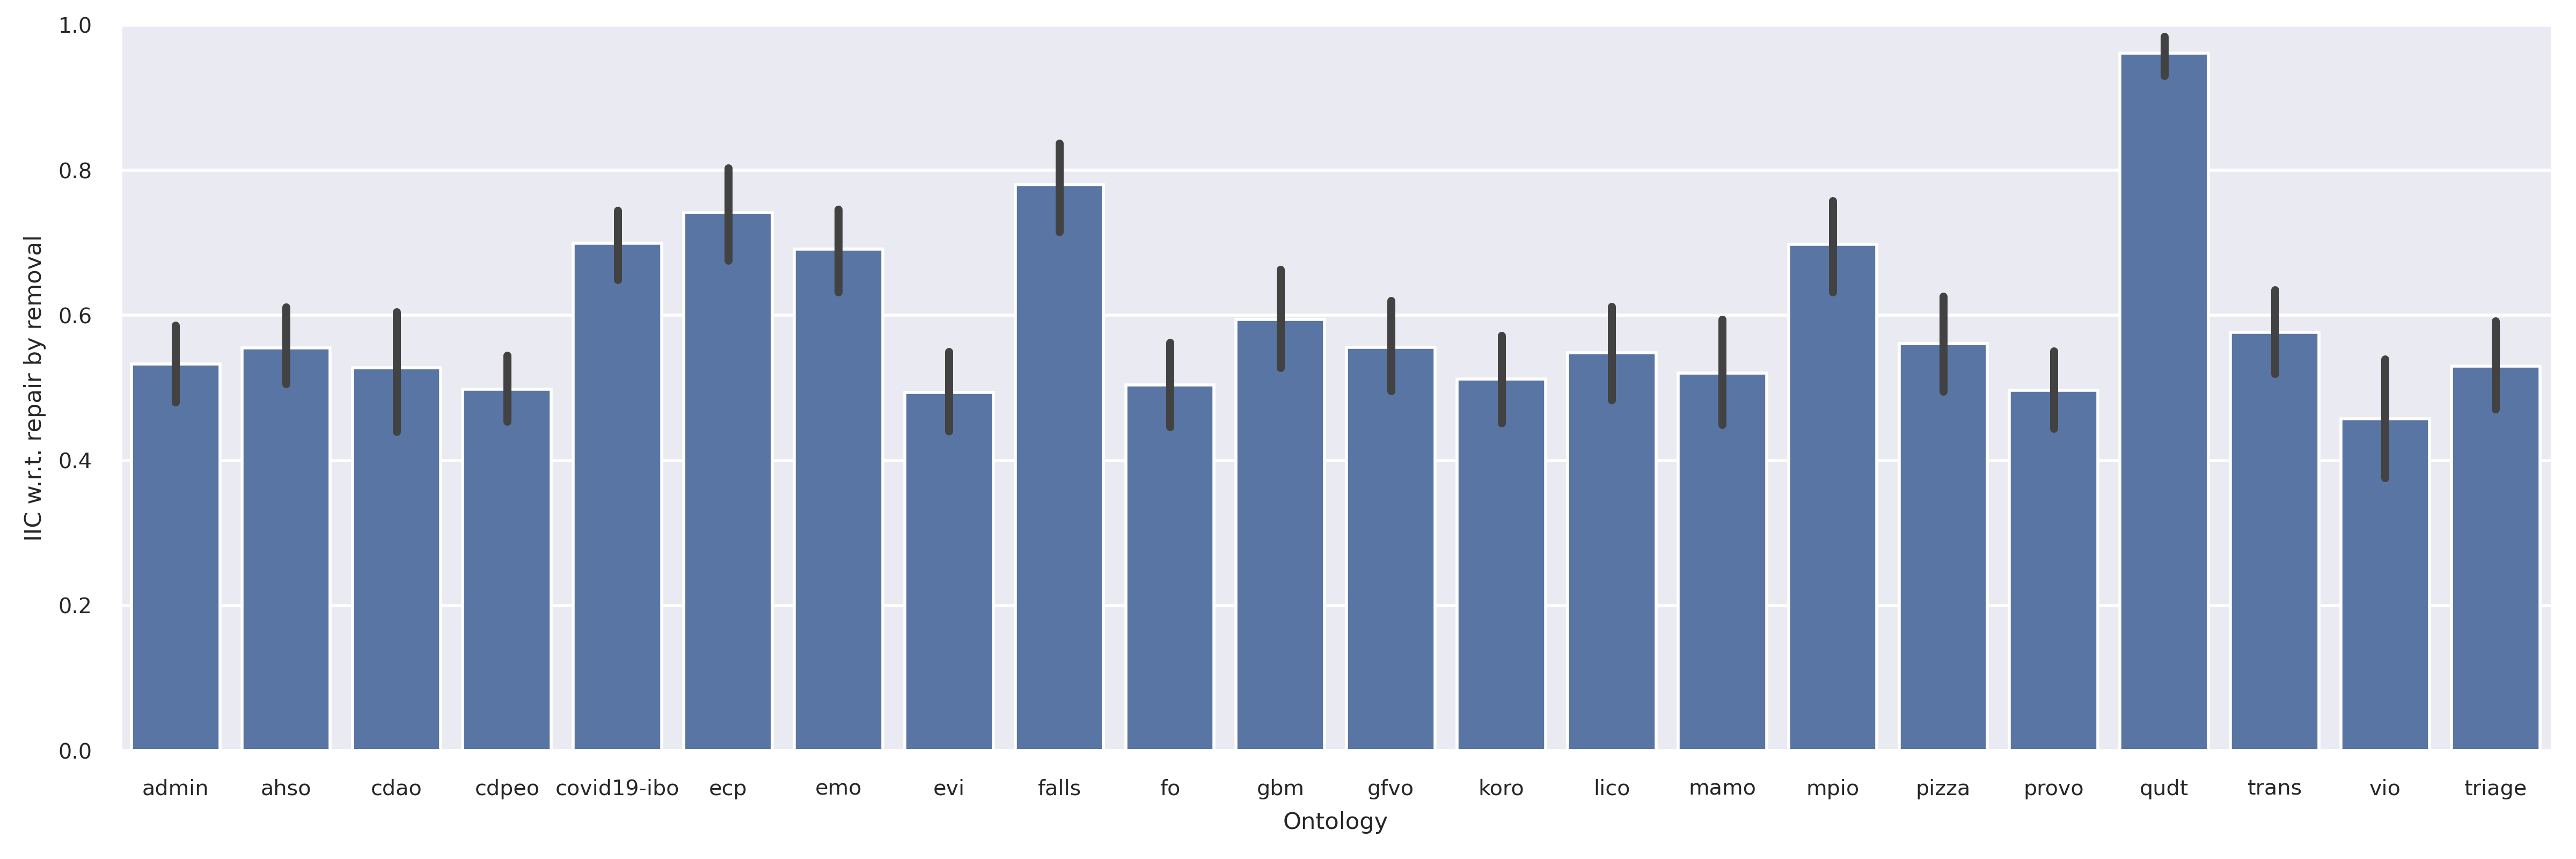 IIC w.r.t. repair by removal
1.0
0.8
0.6
0.4
0.2
0.0
admin ahso cdao cdpeo covid19-ibo ecp emo evi falls fo gbm gfvo koro lico mamo mpio pizza provo qudt trans vio triage
Ontology